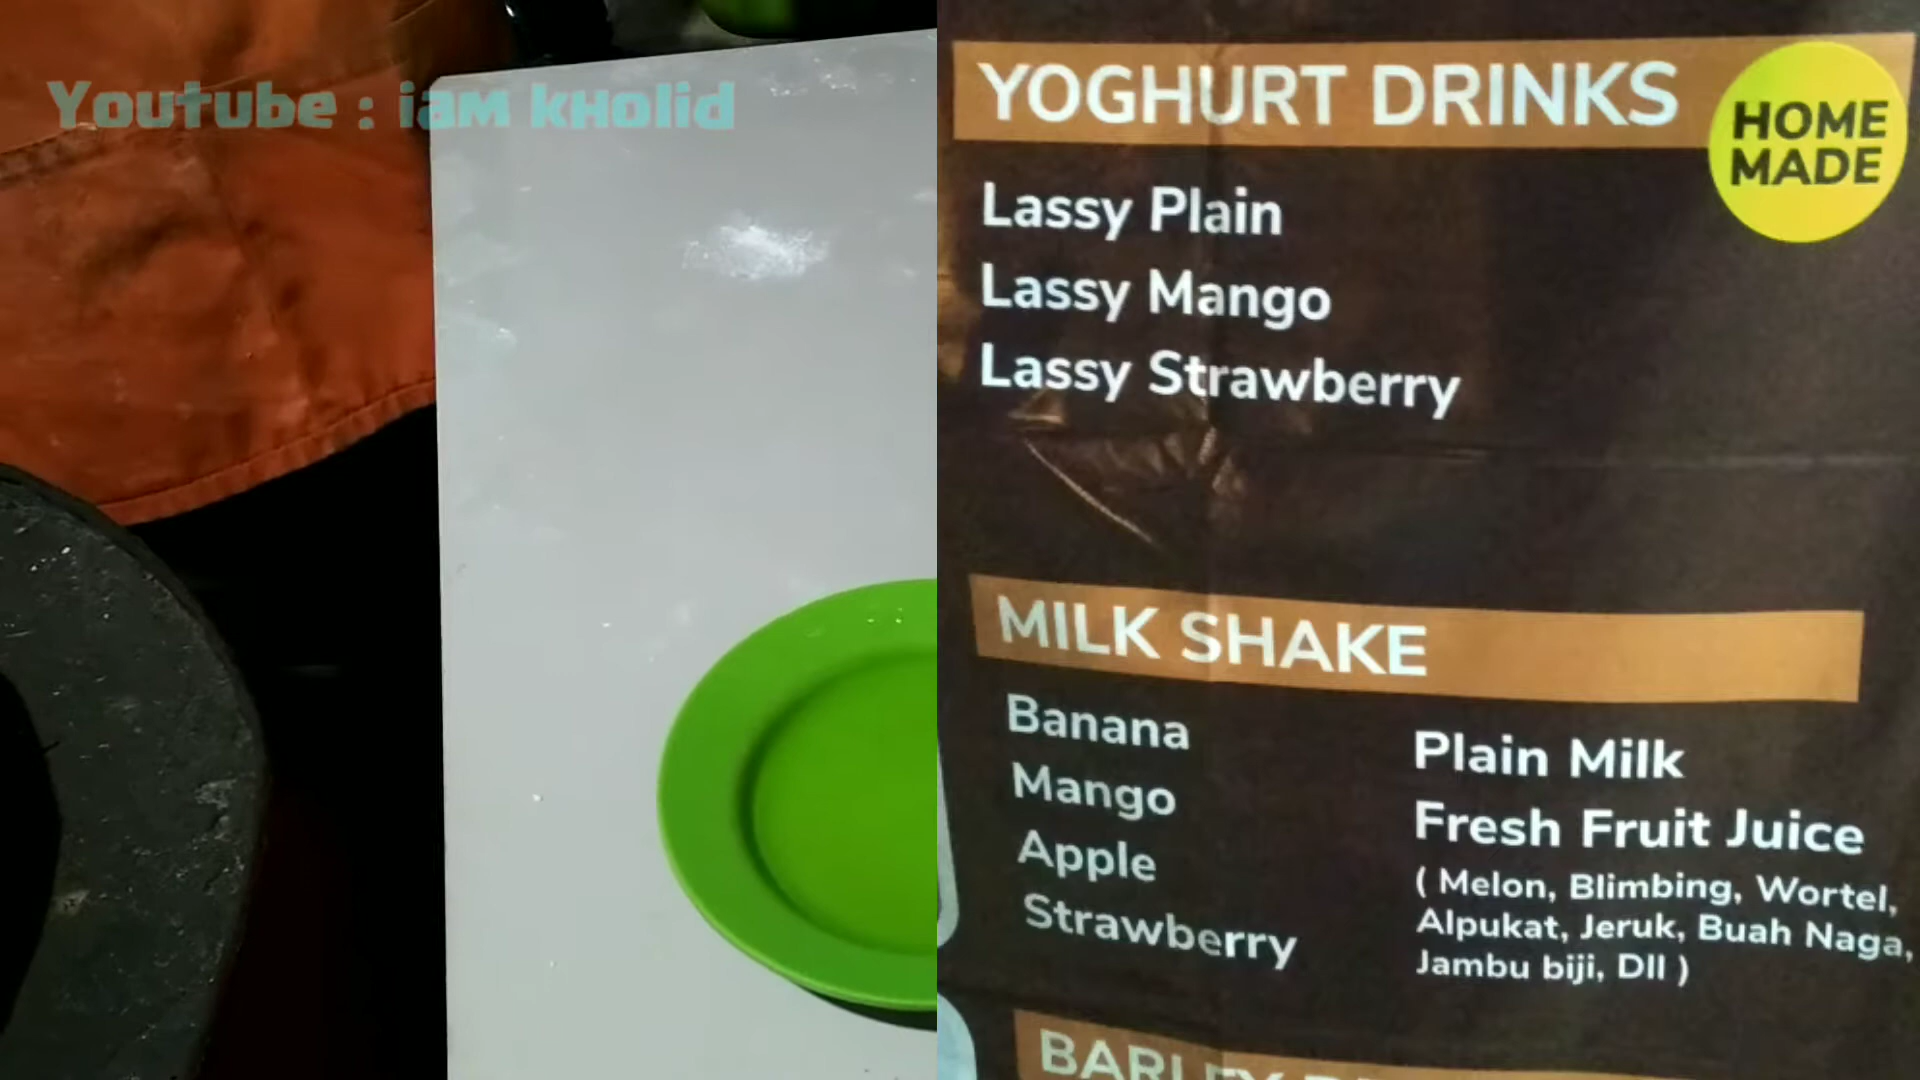 Youtube : iam kholid
YOGHURT DRINKS
HOME
MADE
Lassy Plain
Lassy Mango
Lassy Strawberry
MILK SHAKE
Banana
Mango
Apple
Strawberry
Plain Milk
Fresh Fruit Juice
( Melon, Blimbing, Wortel,
Alpukat, Jeruk, Buah Naga,
Jambu biji, Dll )
BARLEY